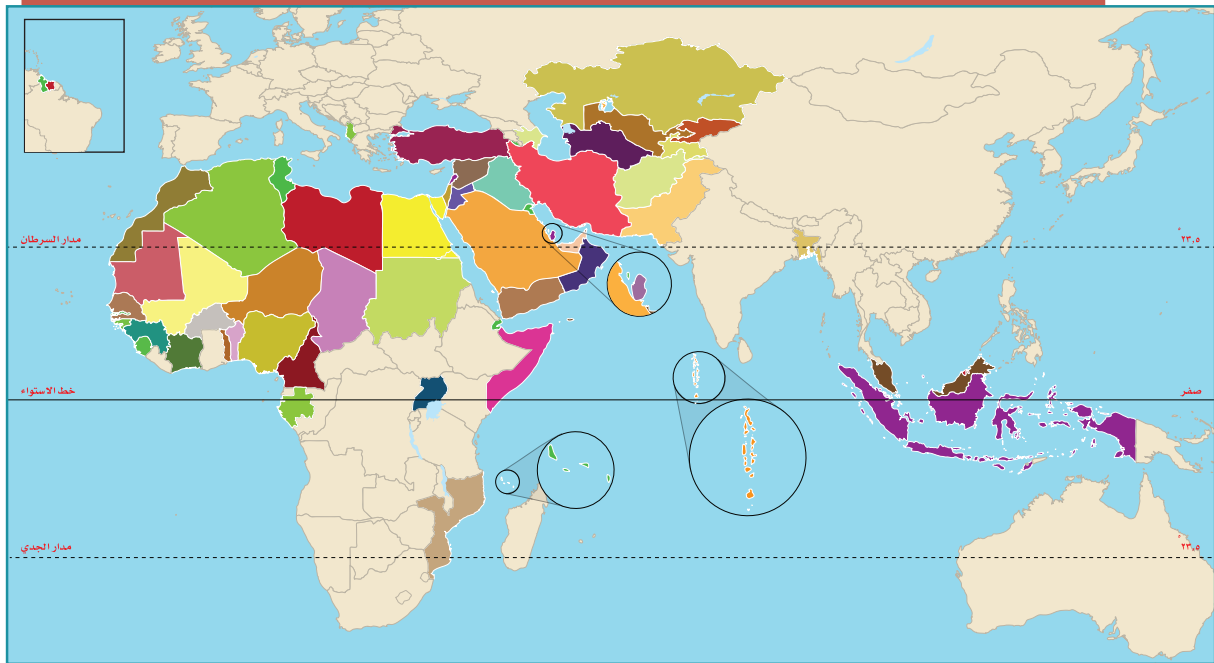 مدار السرطان
°٢٣,٥
خط الاستواء
صفر
مدار الجدي
°٢٣,٥